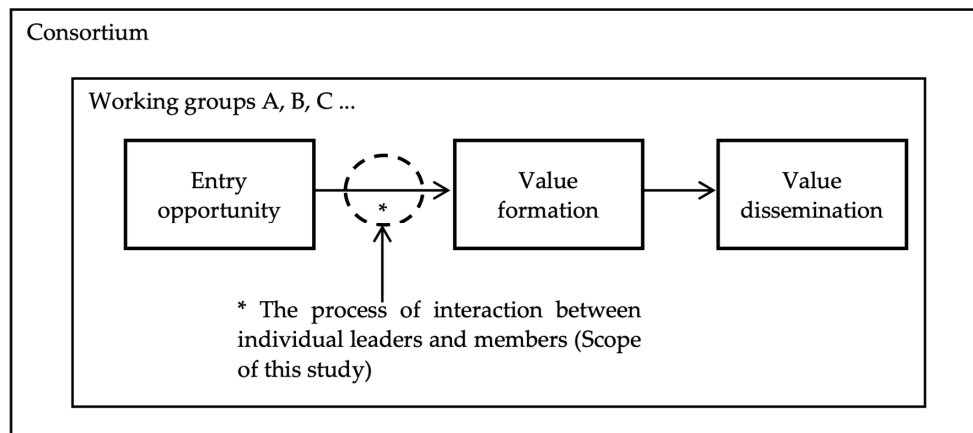 Consortium
Working groups A, B, C ...
Entry
opportunity
*
Value
formation
Value
dissemination
* The process of interaction between
individual leaders and members (Scope
of this study)